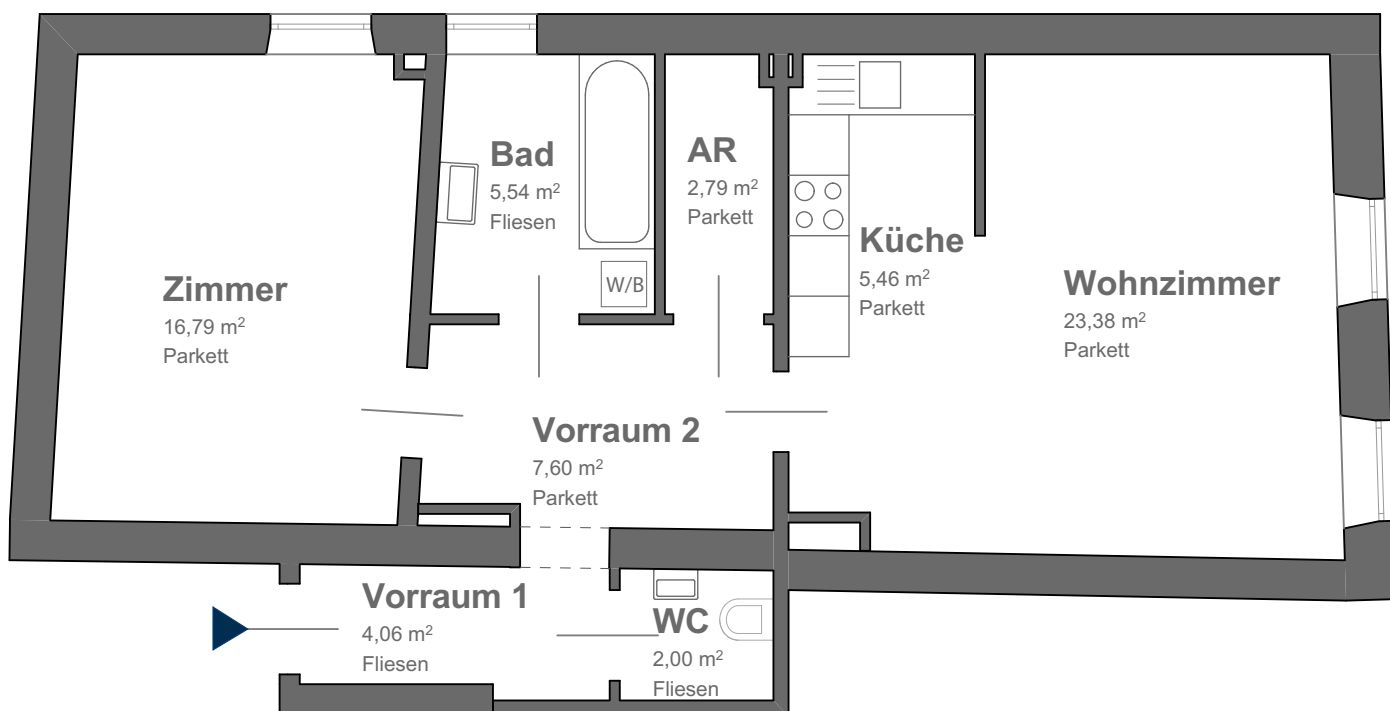 Bad
5,54 m²
Fliesen
AR
2,79 m²
Parkett
W/B
Küche
5,46 m²
Parkett
Zimmer
16,79 m²
Parkett
Wohnzimmer
23,38 m²
Parkett
Vorraum 2
7,60 m²
Parkett
Vorraum 1
4,06 m²
Fliesen
WC
2,00 m²
Fliesen